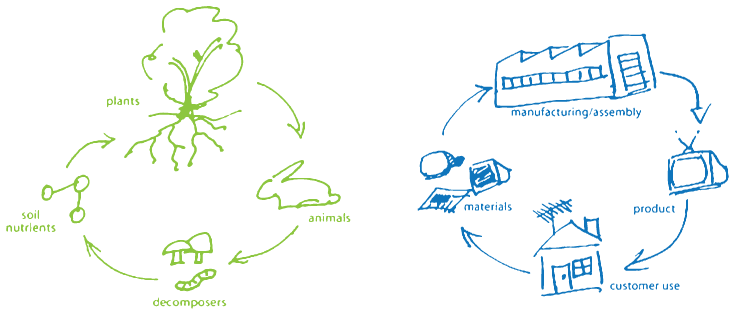 plants
animals
decomposers
soil
nutrients
manufacturing/assembly
product
customer use
materials